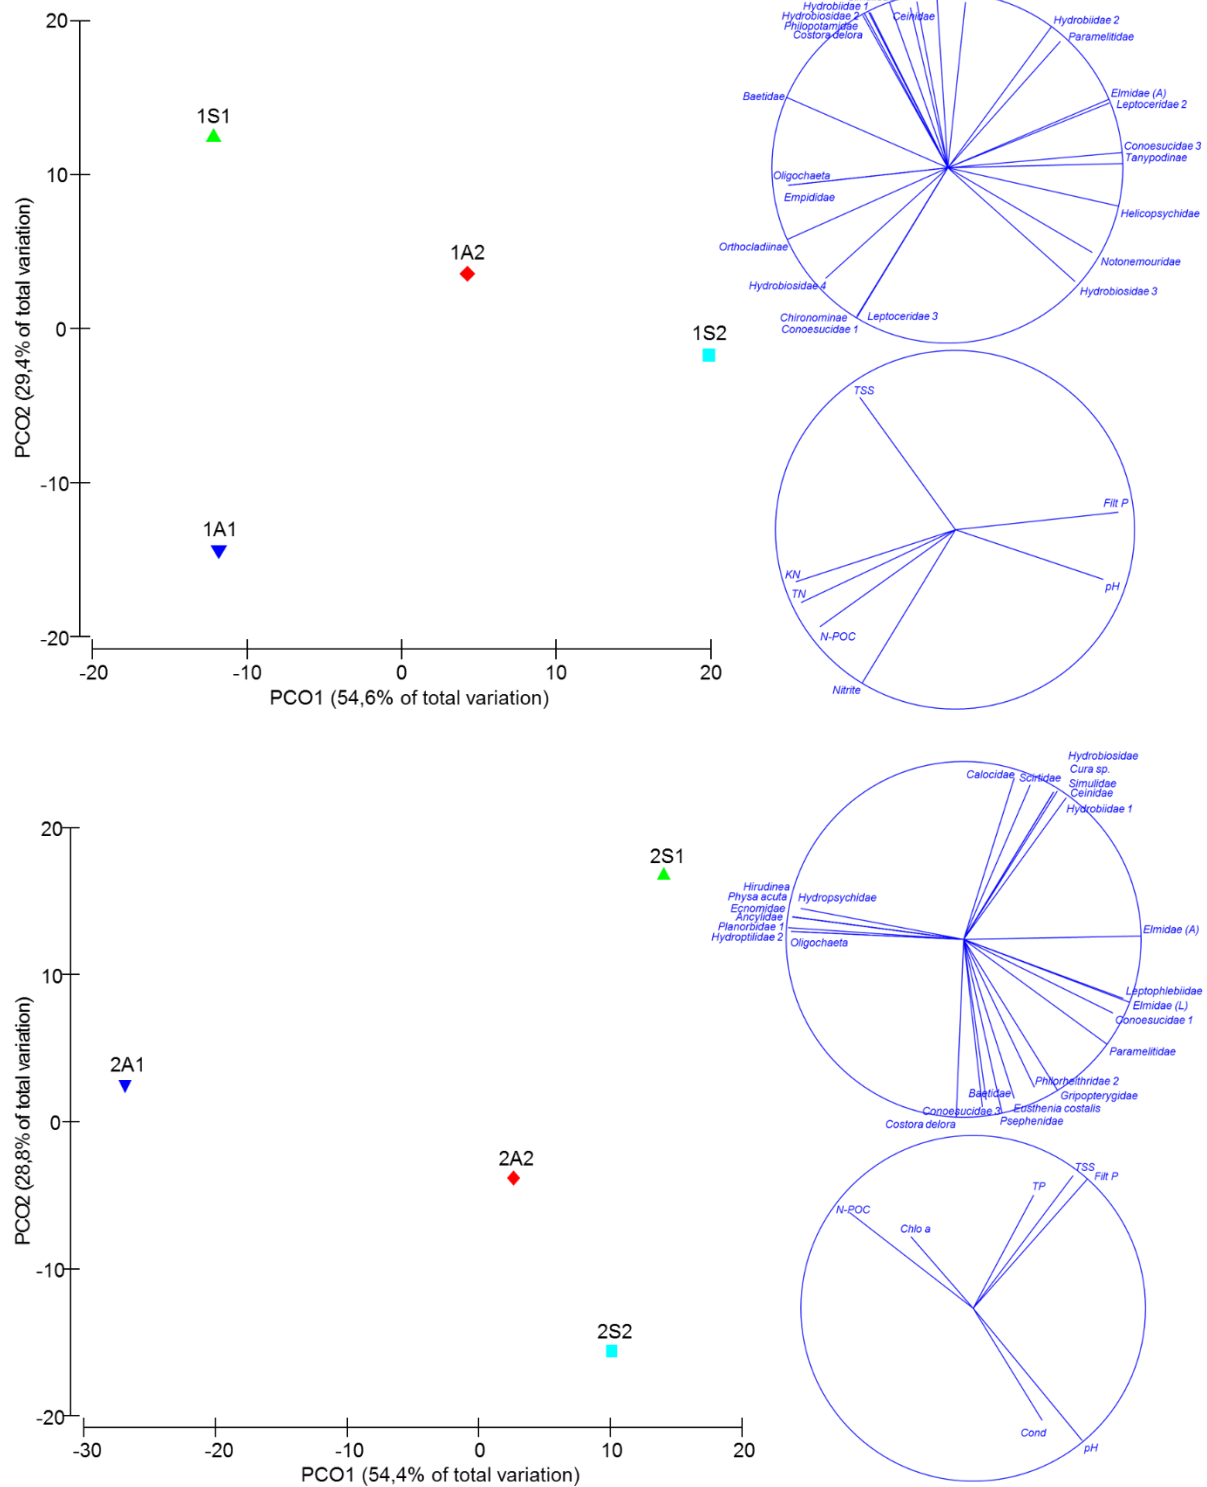 20
10
0
-10
-20
PCO2 (29,4% of total variation)
1S1
1A2
1S2
1A1
-20
-10
0
10
20
PCO1 (54,6% of total variation)
Hydrobiidae 1
Hydrobiosidae 2
Philopotamidae
Costora delora
Ceinidae
Hydrobiidae 2
Paramelitidae
Baetidae
Elmidae (A)
Leptoceridae 2
Conoesucidae 3
Tanypodinae
Oligochaeta
Empididae
Helicopsychidae
Orthocladiinae
Notonemouridae
Hydrobiosidae 4
Hydrobiosidae 3
Chironominae
Leptoceridae 3
Conoesucidae 1
TSS
Filt P
KN
TN
pH
N-POC
Nitrite
20
10
0
-10
-20
PCO2 (28,8% of total variation)
2S1
2A1
2A2
2S2
-30
-20
-10
0
10
20
PCO1 (54,4% of total variation)
Hydrobiosidae
Cura sp.
Calocidae
Scirtidae
Simulidae
Ceinidae
Hydrobiidae 1
Hirudinea
Physa acuta
Hydropsychidae
Ecnomidae
Ancylidae
Planorbidae 1
Hydroptilidae 2
Oligochaeta
Elmidae (A)
Leptophlebiidae
Elmidae (L)
Conoesucidae 1
Paramelitidae
Philorheithridae 2
Baetidae
Gripopterygidae
Conoesucidae 3
Eusthenia costalis
Costora delora
Psephenidae
TSS
Filt P
TP
N-POC
Chlo a
Cond
pH